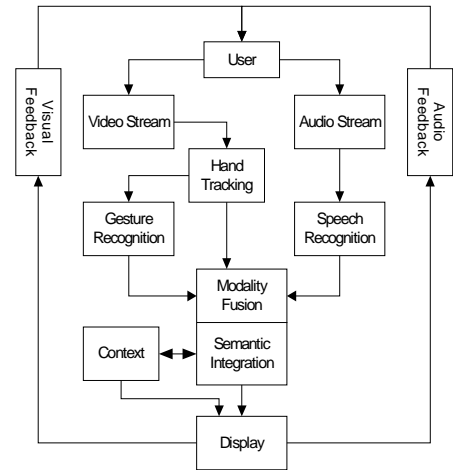 User
Visual
Feedback
Audio
Feedback
Video Stream
Audio Stream
Hand
Tracking
Gesture
Recognition
Speech
Recognition
Modality
Fusion
Context
Semantic
Integration
Display